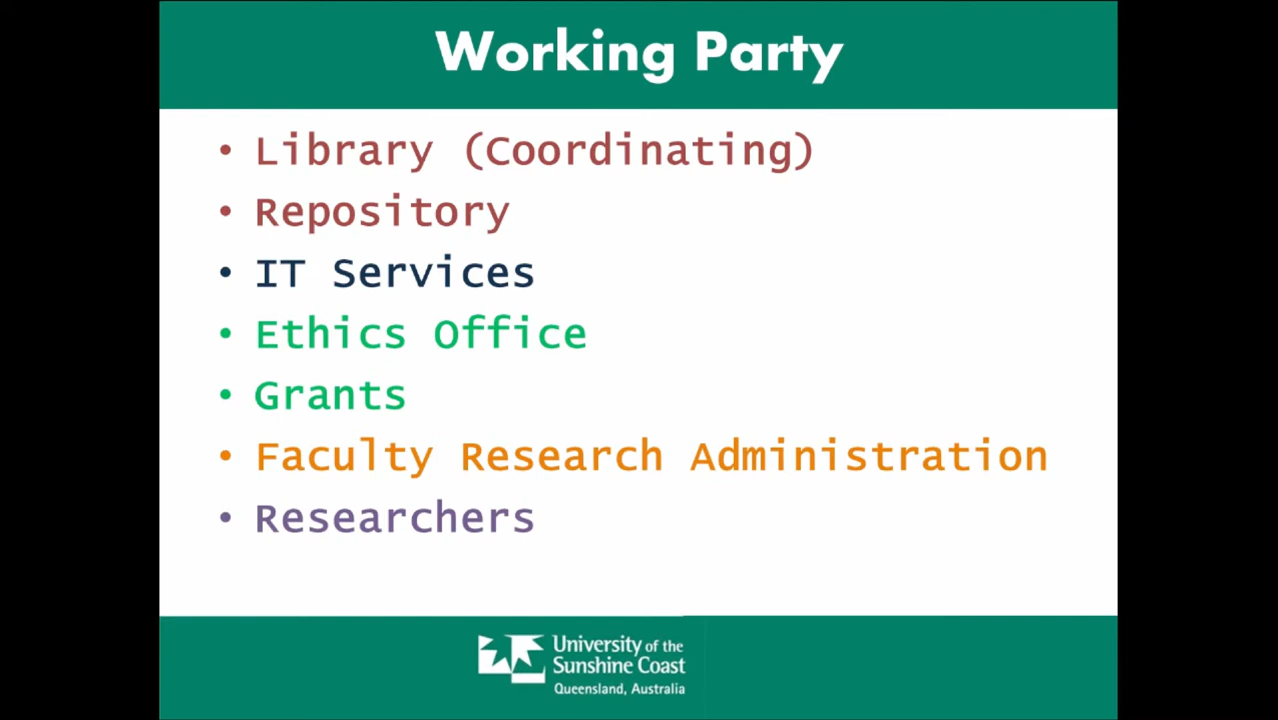 Working Party
• Library (Coordinating)
• Repository
• IT Services
• Ethics Office
• Grants
• Faculty Research Administration
• Researchers
University of the
Sunshine Coast
Queensland, Australia